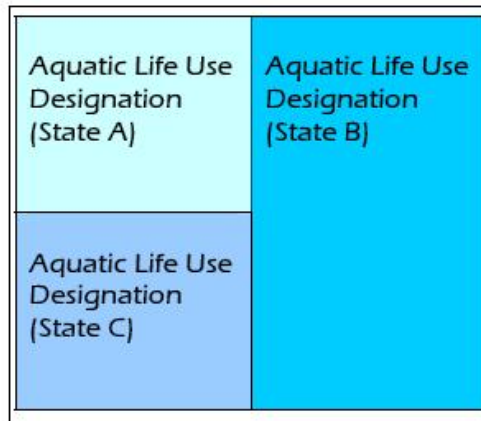 Aquatic Life Use
Designation
(State A)
Aquatic Life Use
Designation
(State B)
Aquatic Life Use
Designation
(State C)